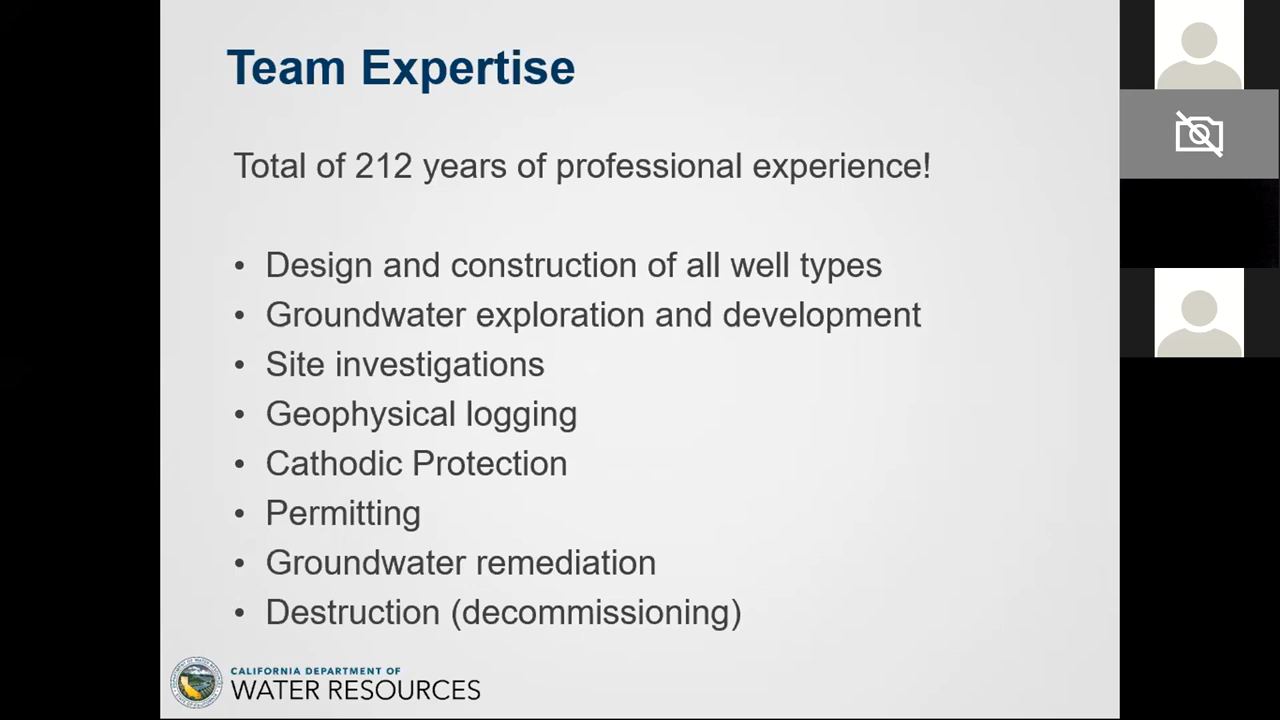 Team Expertise
Total of 212 years of professional experience!
• Design and construction of all well types
• Groundwater exploration and development
• Site investigations
• Geophysical logging
• Cathodic Protection
• Permitting
• Groundwater remediation
• Destruction (decommissioning)
CALIFORNIA DEPARTMENT OF
WATER RESOURCES